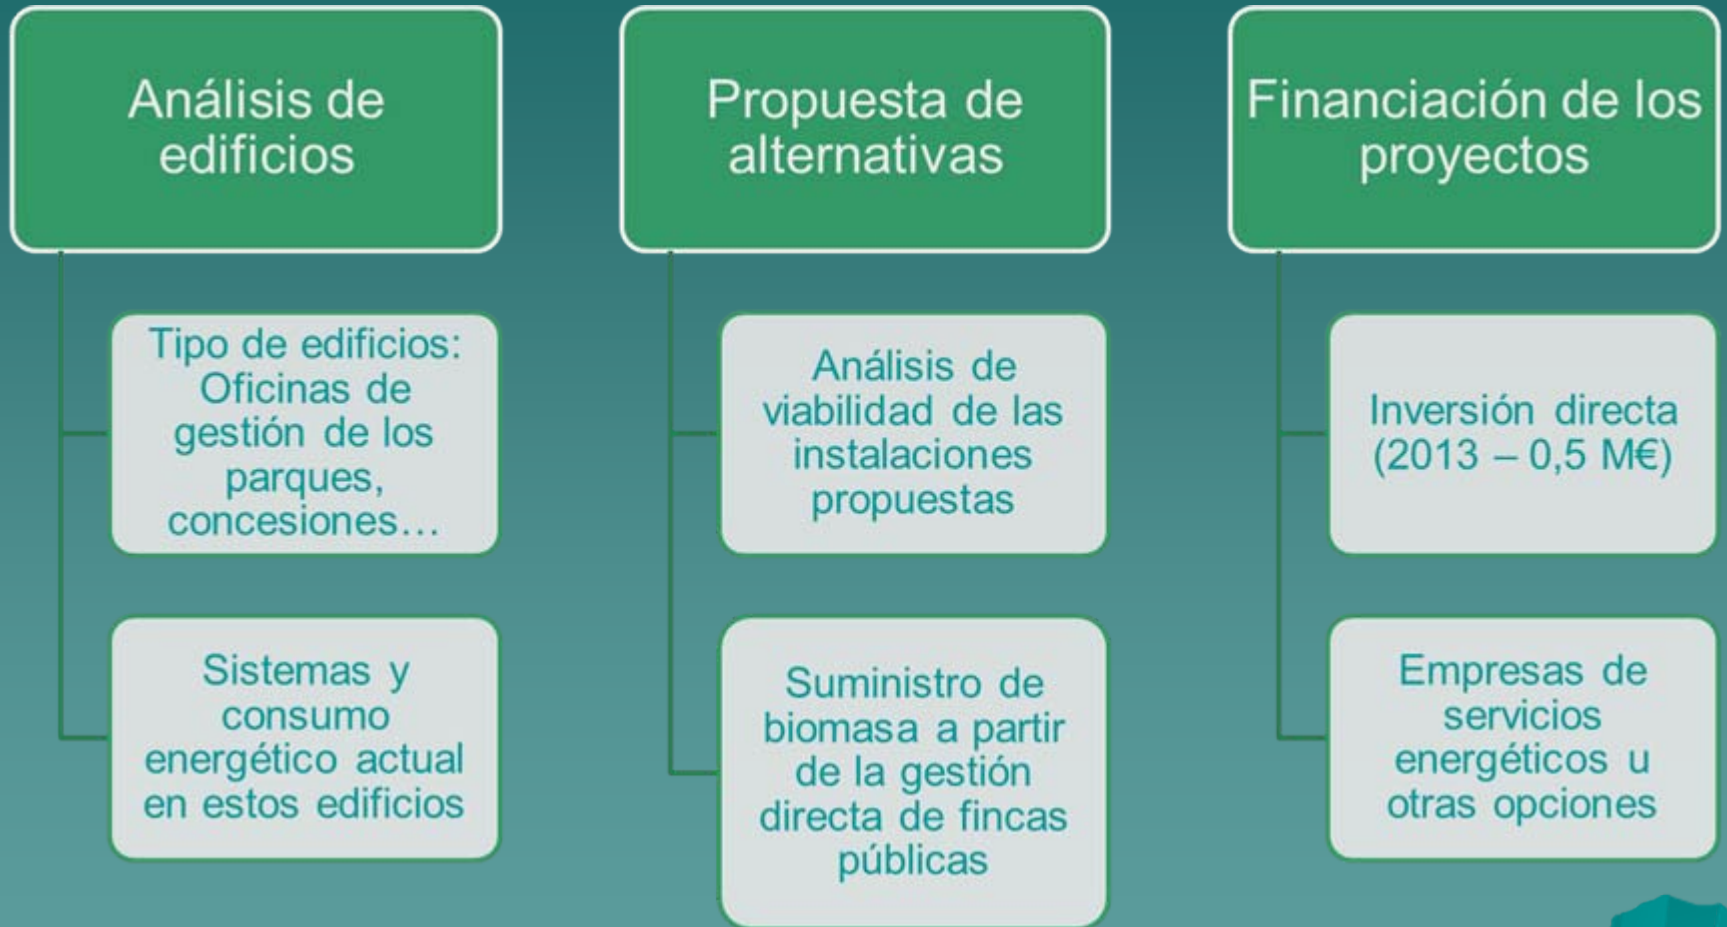 Análisis de
edificios
Tipo de edificios:
Oficinas de
gestión de los
parques,
concesiones…
Sistemas y
consumo
energético actual
en estos edificios
Propuesta de
alternativas
Análisis de
viabilidad de las
instalaciones
propuestas
Suministro de
biomasa a partir
de la gestión
directa de fincas
públicas
Financiación de los
proyectos
Inversión directa
(2013 – 0,5 M€)
Empresas de
servicios
energéticos u
otras opciones